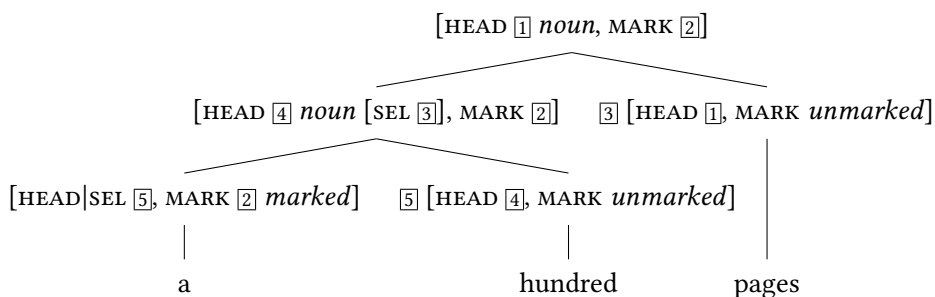 [HEAD 1 noun, MARK 2]
[HEAD 4 noun [SEL 3], MARK 2] 3 [HEAD 1, MARK unmarked]
[HEAD|SEL 5, MARK 2 marked] 5 [HEAD 4, MARK unmarked]
a hundred pages